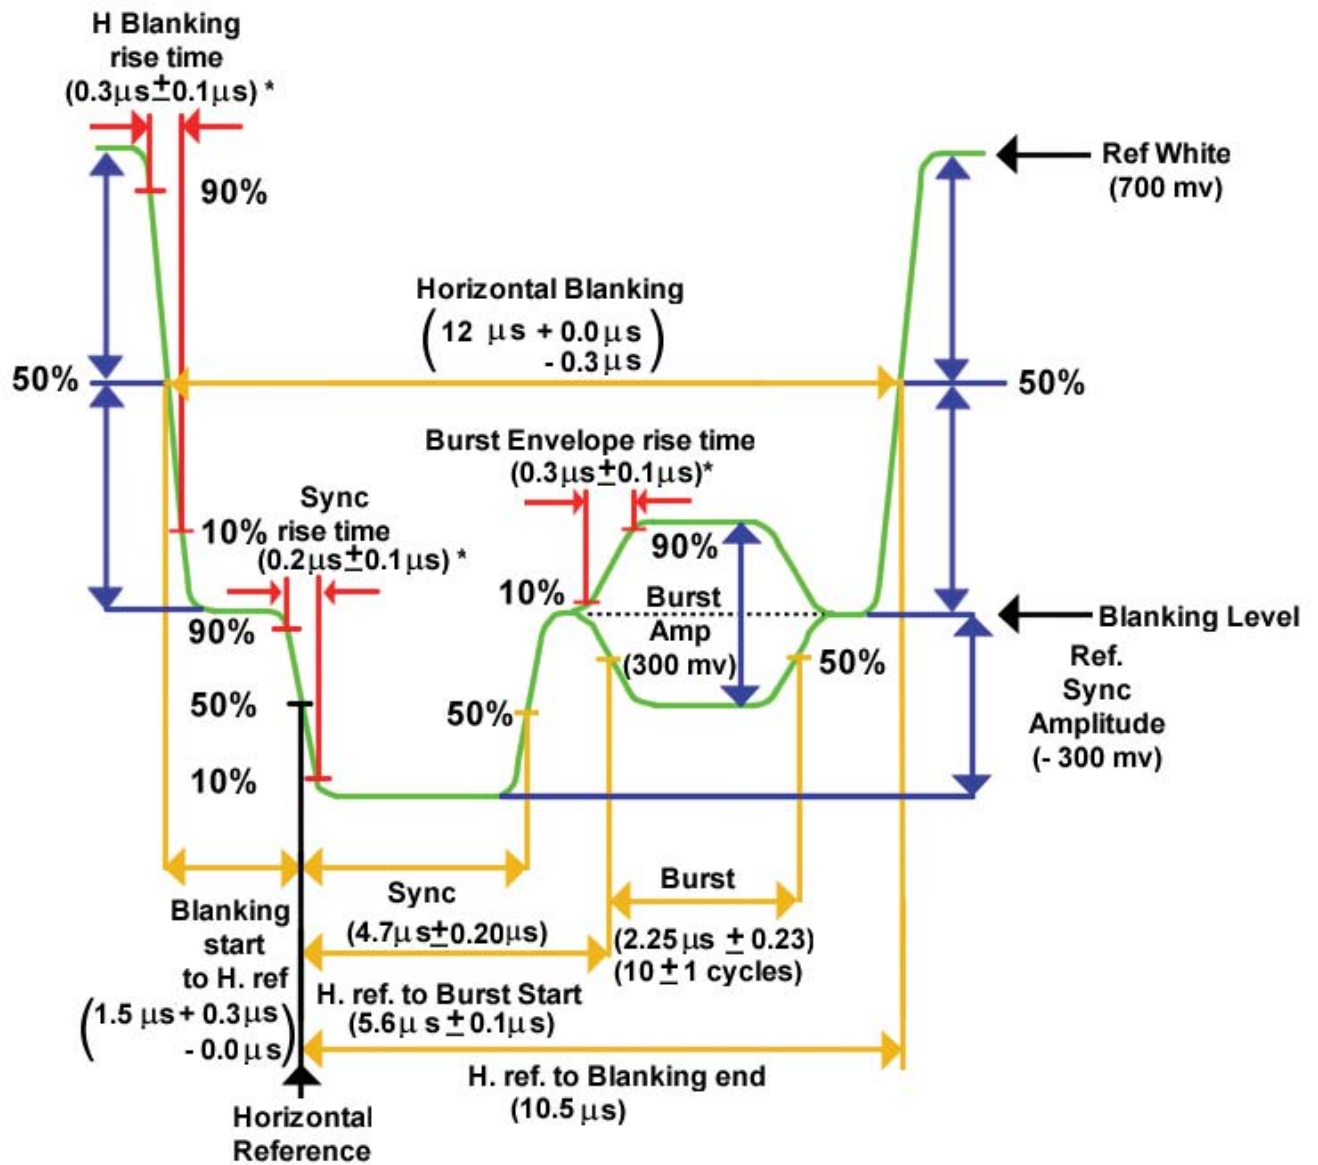 H Blanking
rise time
(0.3μs±0.1μs) *
90%
Ref White
(700 mv)
Horizontal Blanking
(12 μs + 0.0μs
- 0.3μs)
50%
50%
Burst Envelope rise time
(0.3μs±0.1μs)*
Sync
10% rise time
(0.2μs±0.1μs) *
90%
10%
Burst
Amp
(300 mv)
Blanking Level
90%
50%
Ref.
Sync
Amplitude
(- 300 mv)
50%
50%
10%
Sync
(4.7μs±0.20μs)
Burst
(2.25μs ± 0.23)
(10 ± 1 cycles)
Blanking
start
to H. ref
(1.5 μs + 0.3μs
- 0.0 μs)
H. ref. to Burst Start
(5.6μs ± 0.1μs)
H. ref. to Blanking end
(10.5 μs)
Horizontal
Reference